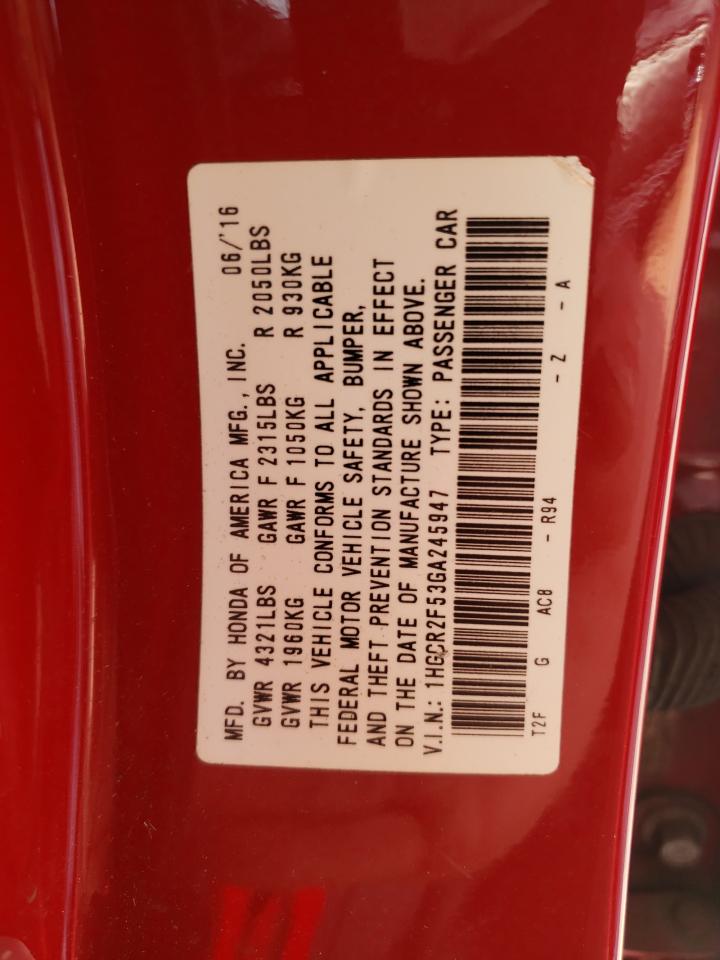 MFD. BY HONDA OF AMERICA MFG., INC. 06/'16
GVWR 4321LBS GAWR F 2315LBS R 2050LBS
GVWR 1960KG GAWR F 1050KG R 930KG
THIS VEHICLE CONFORMS TO ALL APPLICABLE
FEDERAL MOTOR VEHICLE SAFETY, BUMPER,
AND THEFT PREVENTION STANDARDS IN EFFECT
ON THE DATE OF MANUFACTURE SHOWN ABOVE.
V.I.N.: 1HGCR2F53GA245947 TYPE: PASSENGER CAR
T2F G AC8 - R94 - Z - A